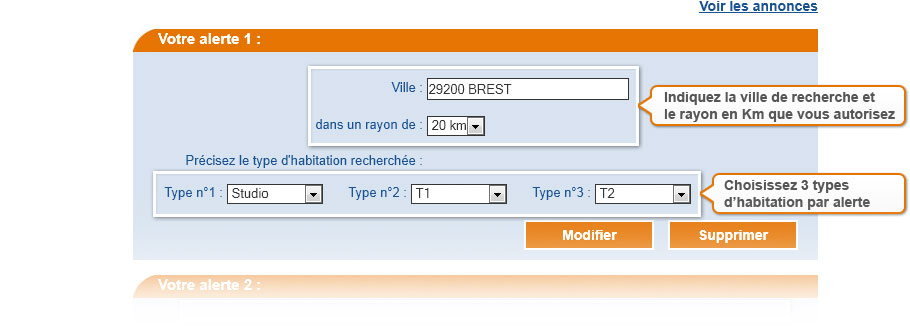 Voir les annonces
Votre alerte 1 :
Ville : 29200 BREST
Indiquez la ville de recherche et
le rayon en Km que vous autorisez
dans un rayon de : 20 km
Précisez le type d'habitation recherchée :
Type n°1 : Studio Type n°2 : T1 Type n°3 : T2
Choisissez 3 types
d'habitation par alerte
Modifier Supprimer
Votre alerte 2 :